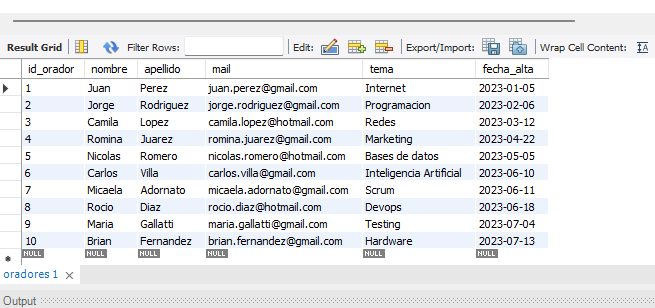 Result Grid Filter Rows: Edit: Export/Import: Wrap Cell Content: IA
id_orador nombre apellido mail tema fecha_alta
1 Juan Perez juan.perez@gmail.com Internet 2023-01-05
2 Jorge Rodriguez jorge.rodriguez@gmail.com Programacion 2023-02-06
3 Camila Lopez camila.lopez@hotmail.com Redes 2023-03-12
4 Romina Juarez romina.juarez@gmail.com Marketing 2023-04-22
5 Nicolas Romero nicolas.romero@hotmail.com Bases de datos 2023-05-05
6 Carlos Villa carlos.villa@gmail.com Inteligencia Artificial 2023-06-10
7 Micaela Adornato micaela.adornato@gmail.com Scrum 2023-06-11
8 Rocio Diaz rocio.diaz@hotmail.com Devops 2023-06-18
9 Maria Gallatti maria.gallatti@gmail.com Testing 2023-07-04
10 Brian Fernandez brian.fernandez@gmail.com Hardware 2023-07-13
NULL NULL NULL NULL NULL NULL
oradores 1 ×
Output